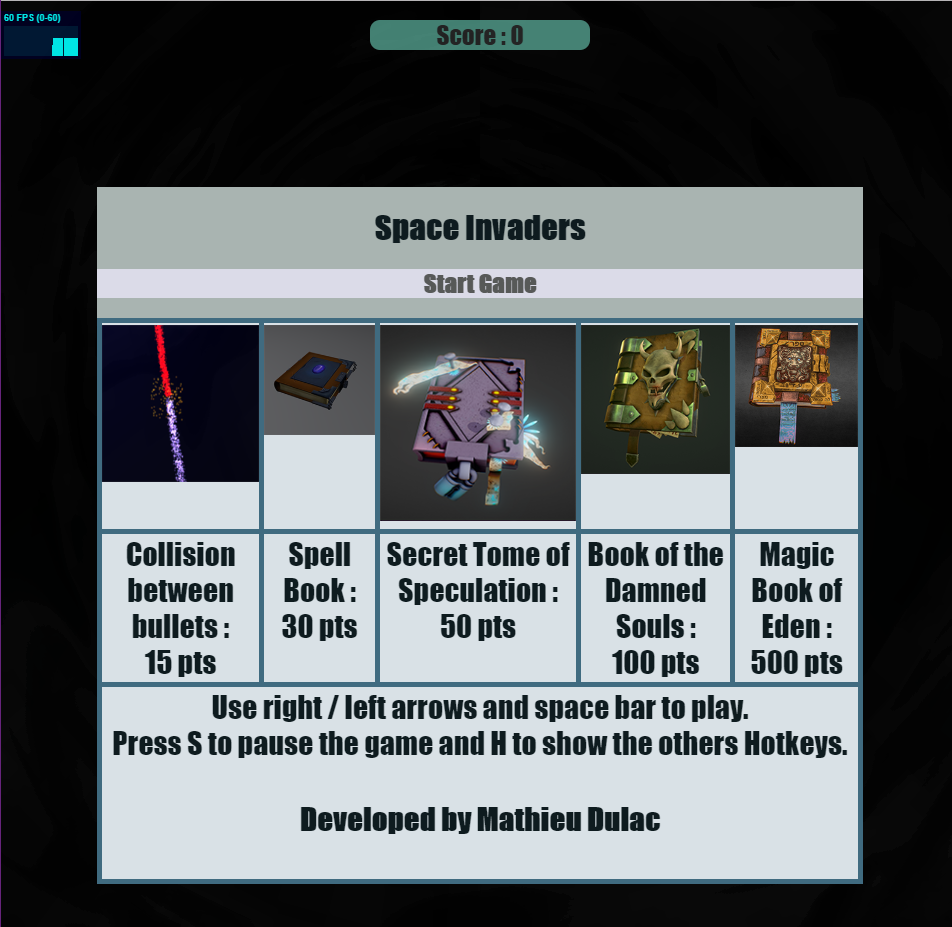 60 FPS (0-60)
Score : 0
Space Invaders
Start Game
Collision
between
bullets :
15 pts
Spell
Book :
30 pts
Secret Tome of
Speculation :
50 pts
Book of the
Damned
Souls :
100 pts
Magic
Book of
Eden :
500 pts
Use right / left arrows and space bar to play.
Press S to pause the game and H to show the others Hotkeys.
Developed by Mathieu Dulac